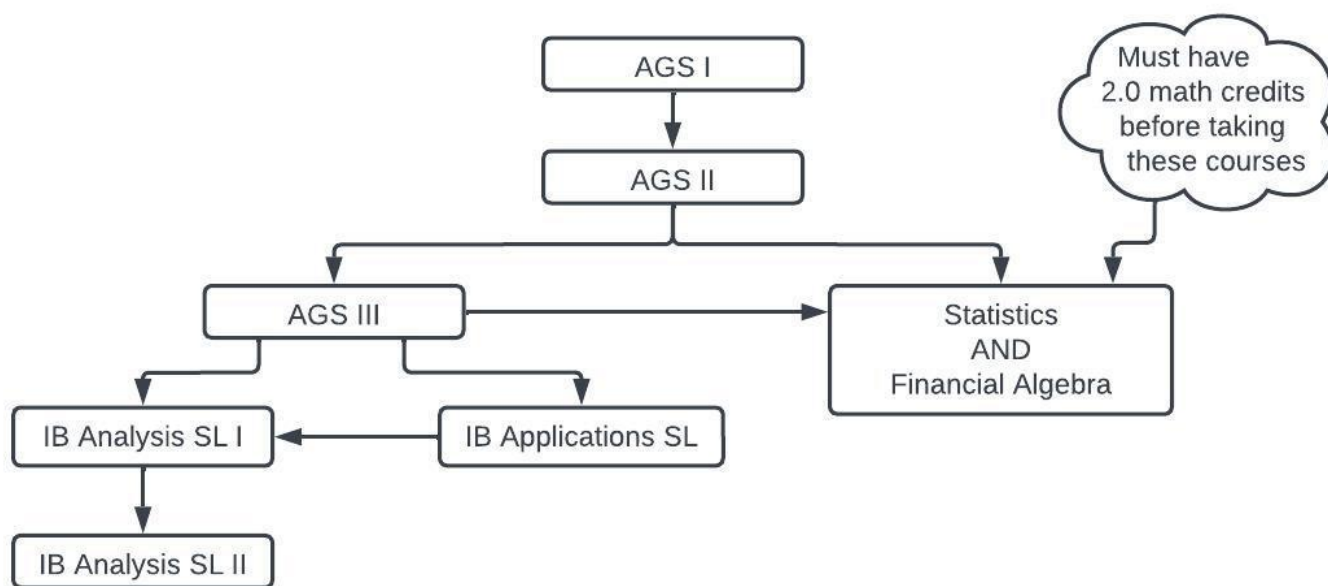 AGS I
Must have
2.0 math credits
before taking
these courses
AGS II
AGS III
Statistics
AND
Financial Algebra
IB Analysis SL I
IB Applications SL
IB Analysis SL II